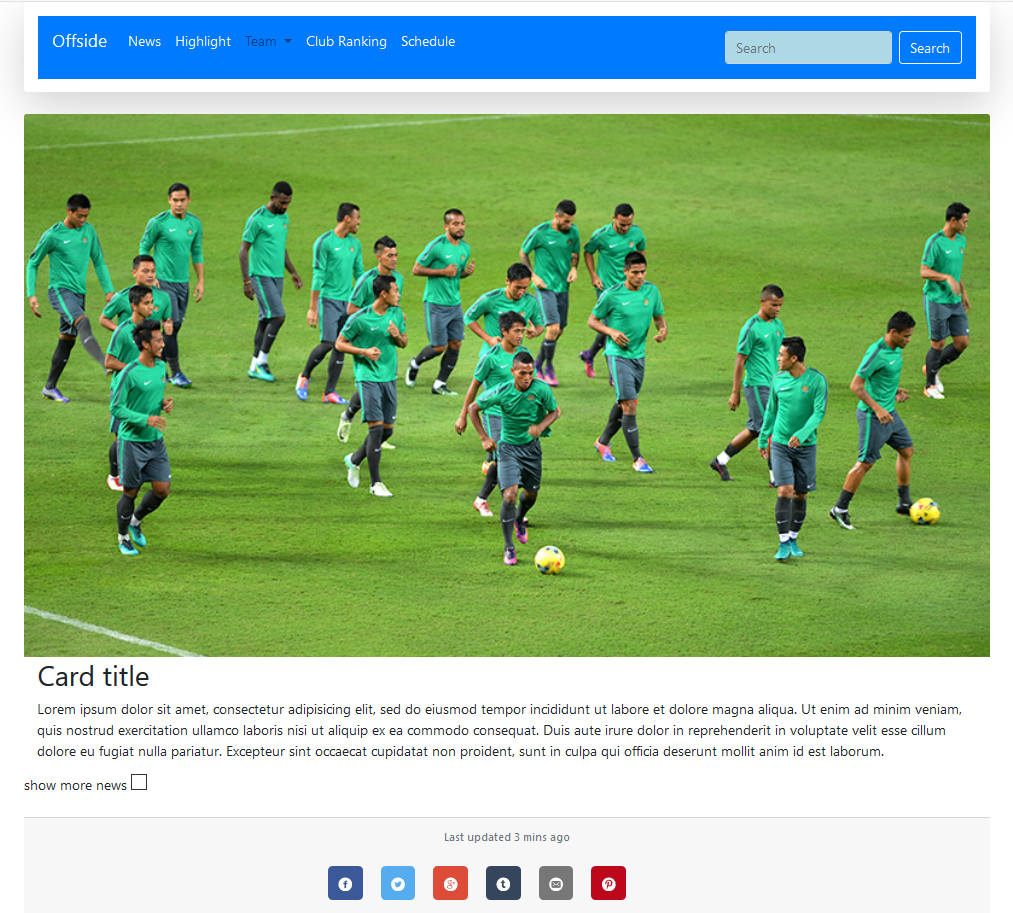 Offside News Highlight Team Club Ranking Schedule Search Search
Card title
Lorem ipsum dolor sit amet, consectetur adipisicing elit, sed do eiusmod tempor incididunt ut labore et dolore magna aliqua. Ut enim ad minim veniam,
quis nostrud exercitation ullamco laboris nisi ut aliquip ex ea commodo consequat. Duis aute irure dolor in reprehenderit in voluptate velit esse cillum
dolore eu fugiat nulla pariatur. Excepteur sint occaecat cupidatat non proident, sunt in culpa qui officia deserunt mollit anim id est laborum.
show more news
Last updated 3 mins ago